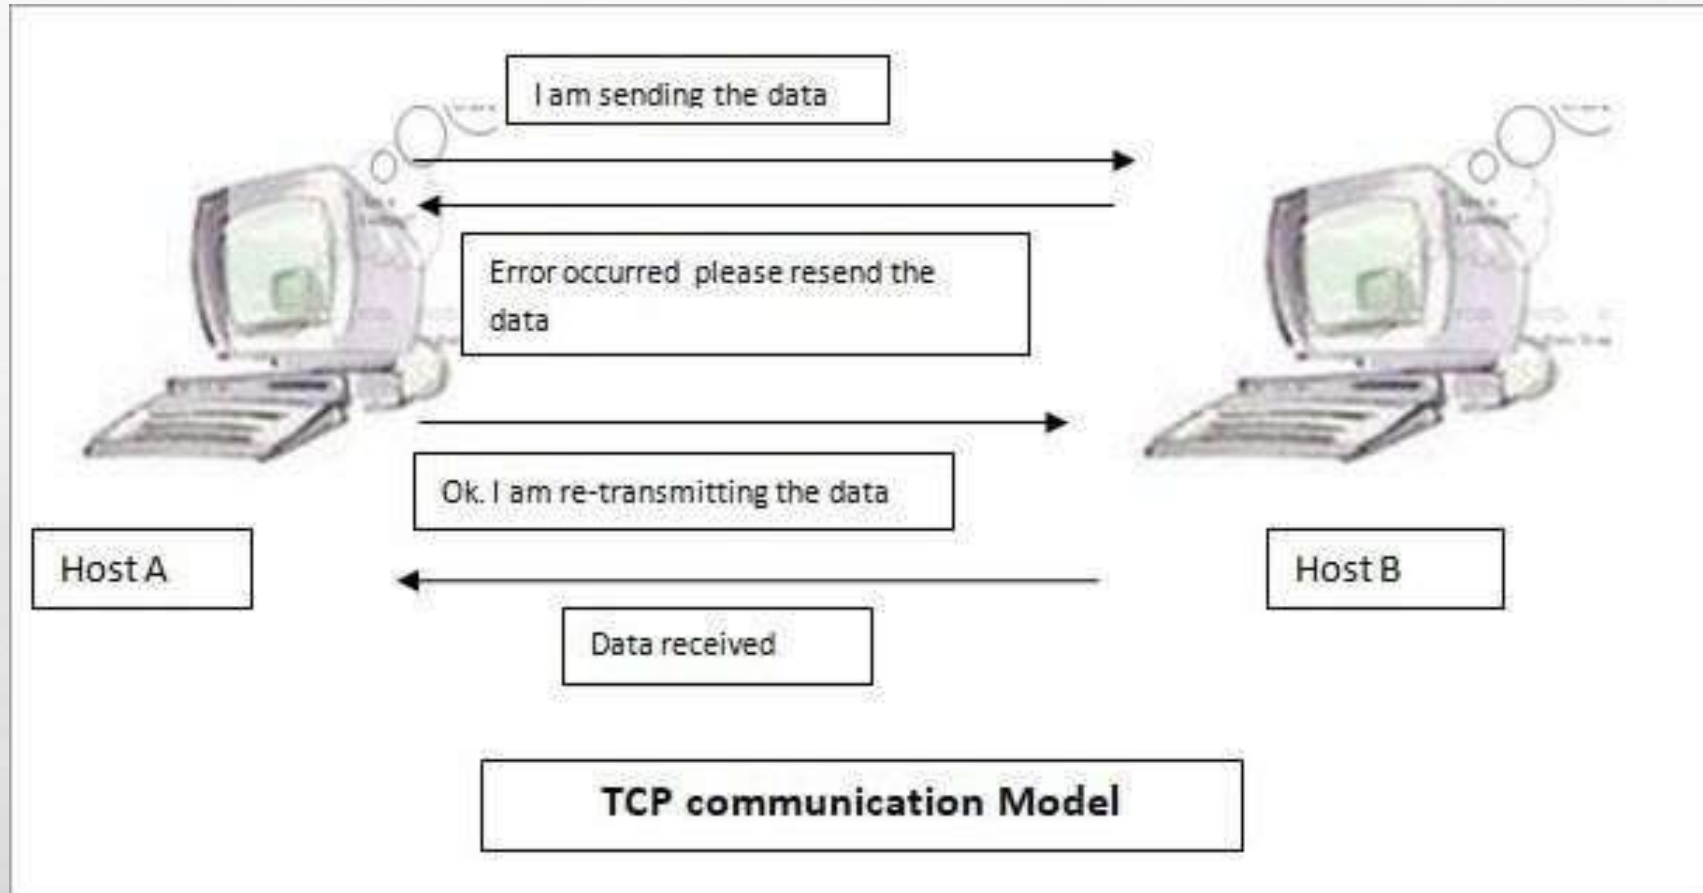 I am sending the data
Error occurred please resend the
data
Ok. I am re-transmitting the data
Host A
Host B
Data received
TCP communication Model